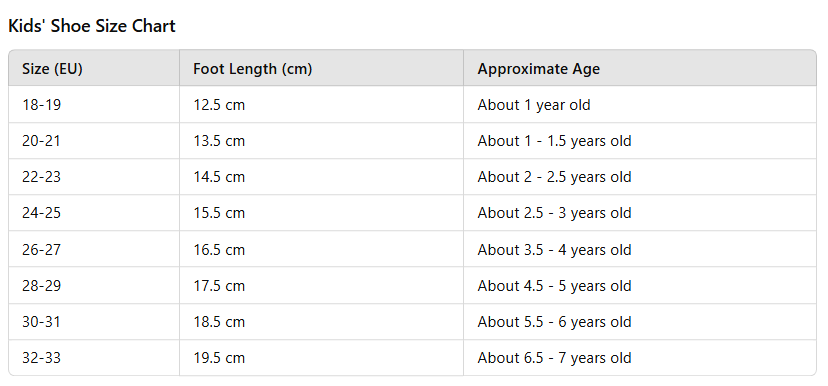 Kids' Shoe Size Chart
Size (EU) Foot Length (cm) Approximate Age
18-19 12.5 cm About 1 year old
20-21 13.5 cm About 1 - 1.5 years old
22-23 14.5 cm About 2 - 2.5 years old
24-25 15.5 cm About 2.5 - 3 years old
26-27 16.5 cm About 3.5 - 4 years old
28-29 17.5 cm About 4.5 - 5 years old
30-31 18.5 cm About 5.5 - 6 years old
32-33 19.5 cm About 6.5 - 7 years old